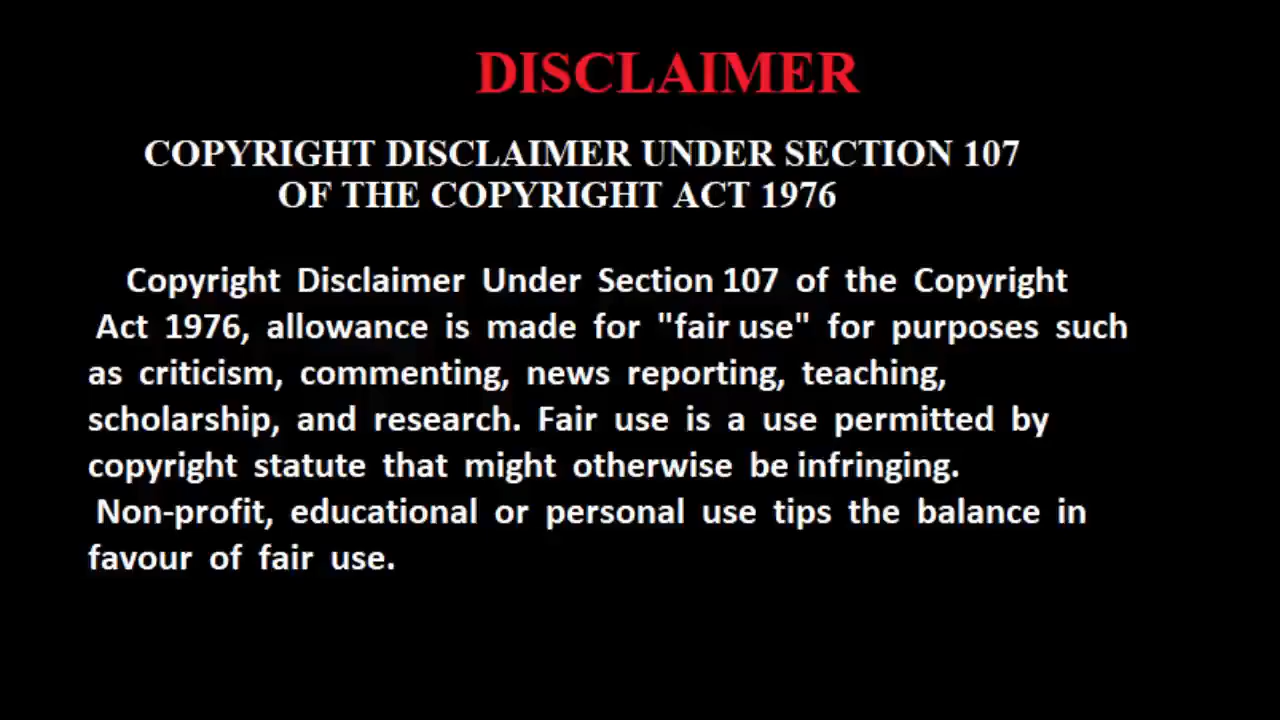 DISCLAIMER
COPYRIGHT DISCLAIMER UNDER SECTION 107
OF THE COPYRIGHT ACT 1976
Copyright Disclaimer Under Section 107 of the Copyright
Act 1976, allowance is made for "fair use" for purposes such
as criticism, commenting, news reporting, teaching,
scholarship, and research. Fair use is a use permitted by
copyright statute that might otherwise be infringing.
Non-profit, educational or personal use tips the balance in
favour of fair use.